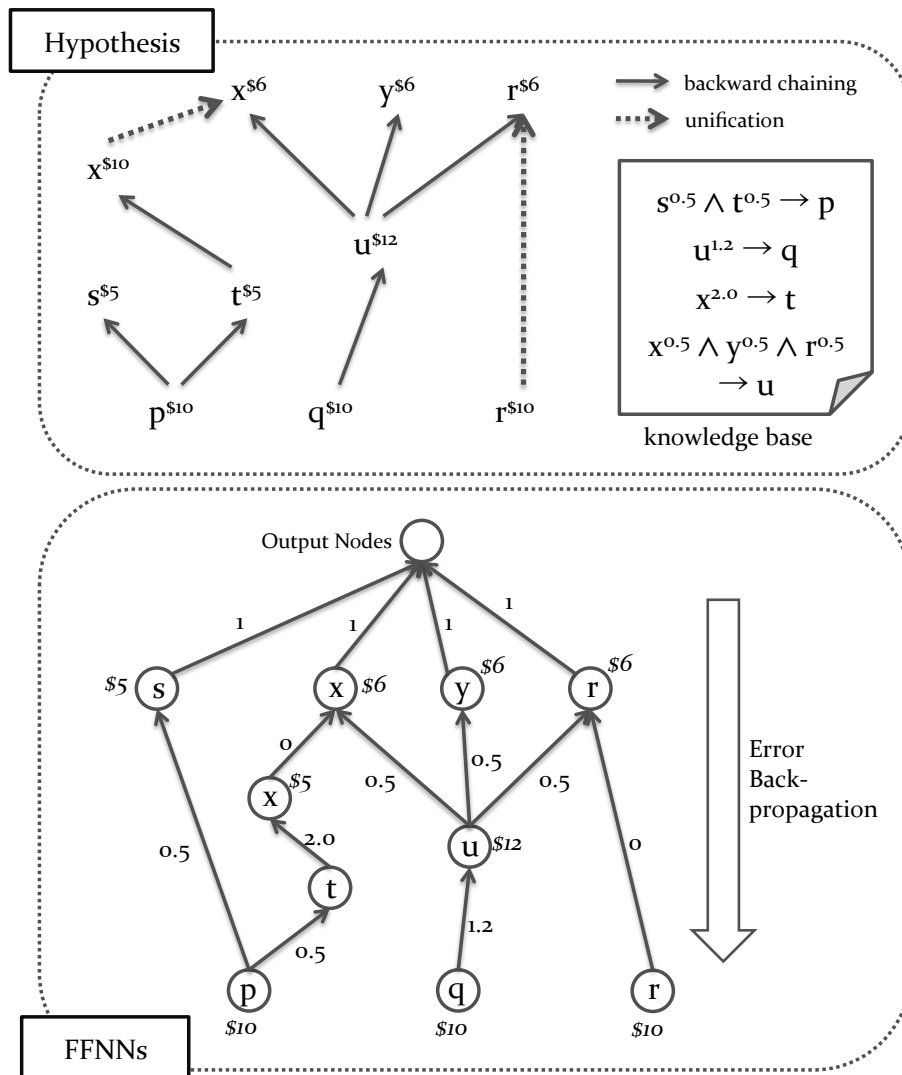 Hypothesis
x$6 y$6 r$6
backward chaining
unification
x$10
u$12
s$5 t$5
p$10 q$10 r$10
s0.5 ∧ t0.5 → p
u1.2 → q
x2.0 → t
x0.5 ∧ y0.5 ∧ r0.5
→ u
knowledge base
Output Nodes
1 1 1 1
$5 s x $6 y $6 r $6
0 0.5 0.5 0.5
x $5
u $12
0.5 2.0 0
t
0.5 1.2
p q r
$10 $10 $10
Error
Back-
propagation
FFNNs